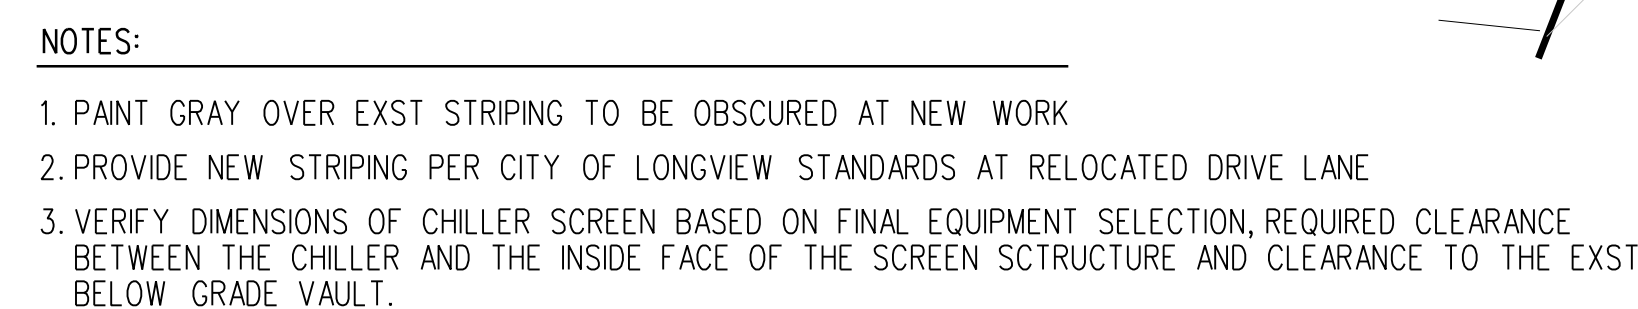 NOTES:
1. PAINT GRAY OVER EXST STRIPING TO BE OBSCURED AT NEW WORK
2. PROVIDE NEW STRIPING PER CITY OF LONGVIEW STANDARDS AT RELOCATED DRIVE LANE
3. VERIFY DIMENSIONS OF CHILLER SCREEN BASED ON FINAL EQUIPMENT SELECTION, REQUIRED CLEARANCE
BETWEEN THE CHILLER AND THE INSIDE FACE OF THE SCREEN SCTRUCTURE AND CLEARANCE TO THE EXST
BELOW GRADE VAULT.